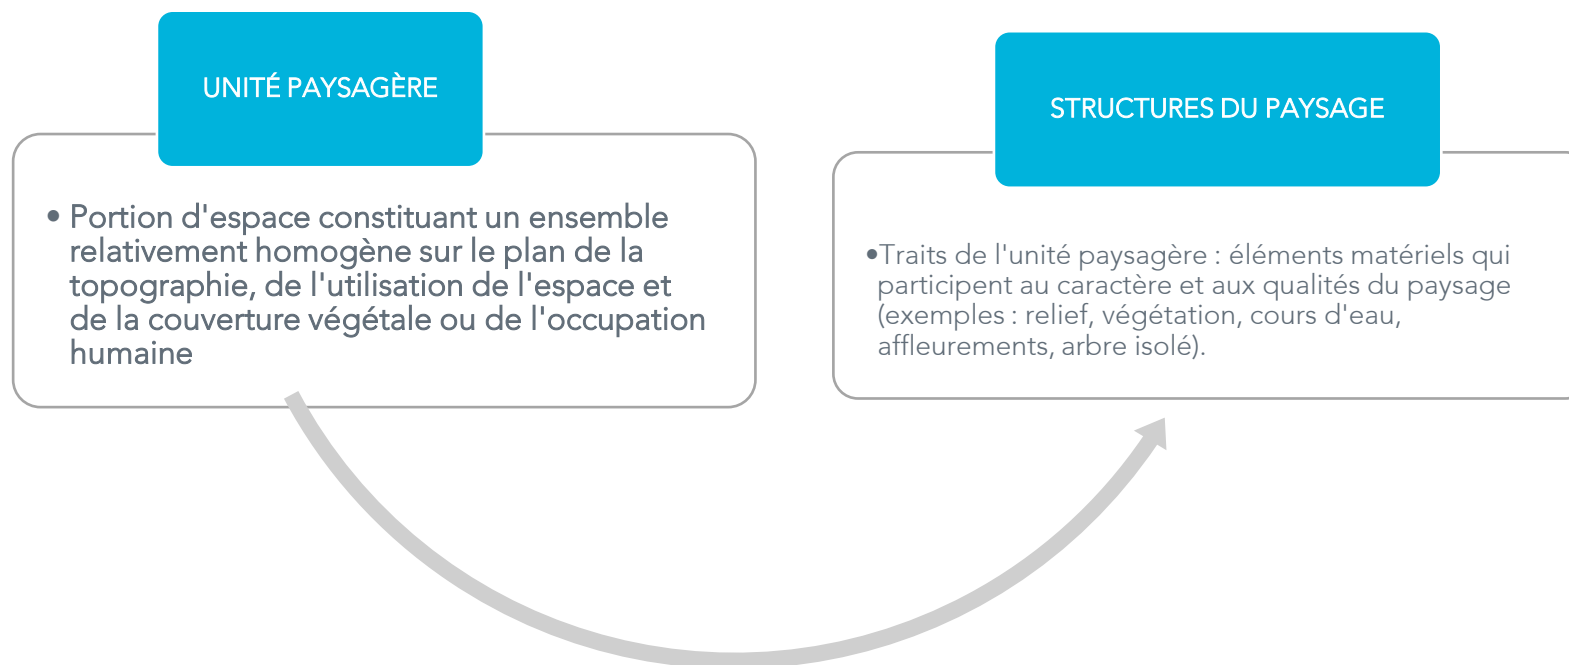 UNITÉ PAYSAGÈRE
• Portion d'espace constituant un ensemble
relativement homogène sur le plan de la
topographie, de l'utilisation de l'espace et
de la couverture végétale ou de l'occupation
humaine
STRUCTURES DU PAYSAGE
•Traits de l'unité paysagère : éléments matériels qui
participent au caractère et aux qualités du paysage
(exemples : relief, végétation, cours d'eau,
affleurements, arbre isolé).